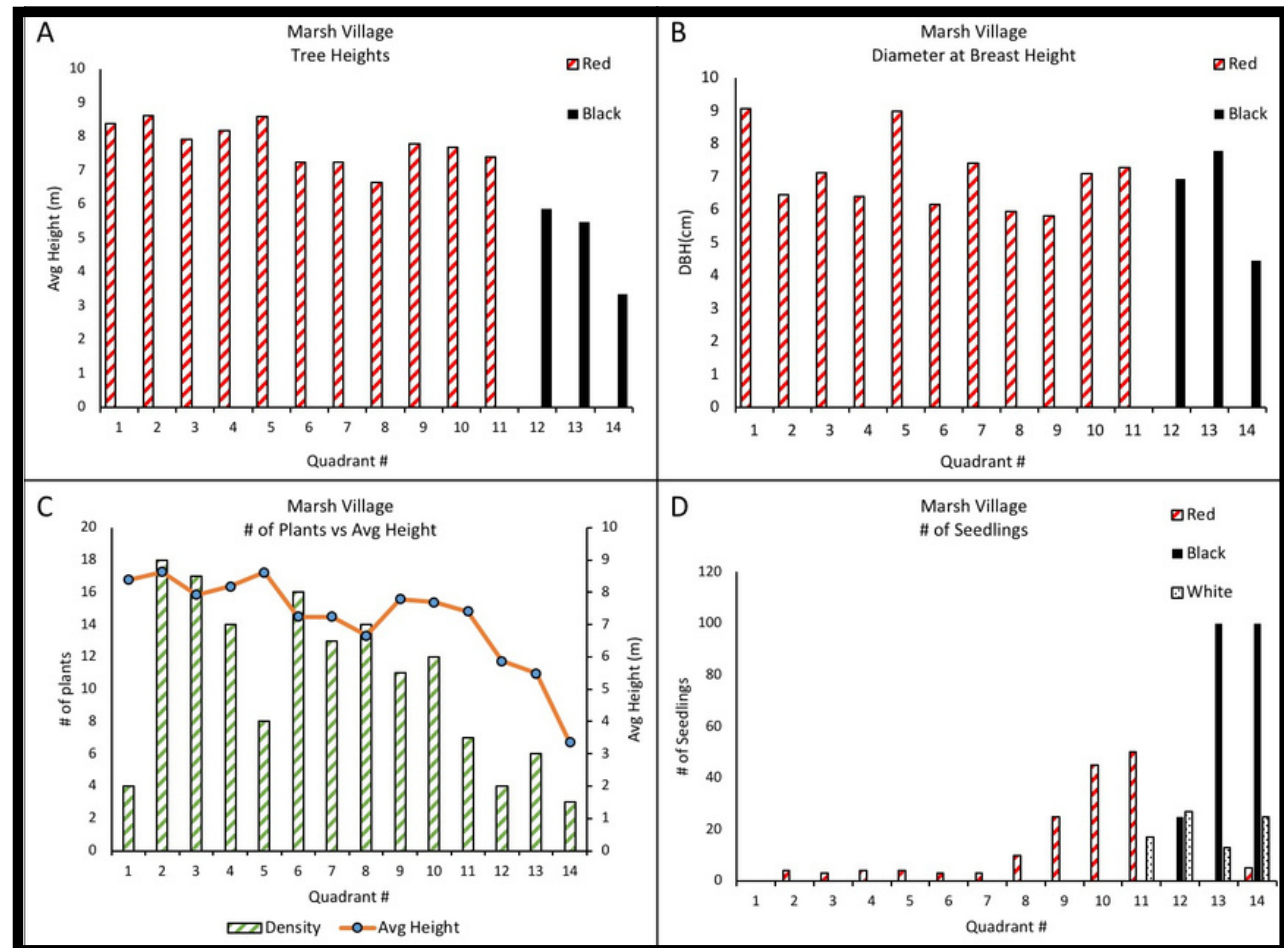 A
Marsh Village
Tree Heights
Red
Black
10
9
8
7
6
5
4
3
2
1
0
Avg Height (m)
1 2 3 4 5 6 7 8 9 10 11 12 13 14
Quadrant #
B
Marsh Village
Diameter at Breast Height
Red
Black
10
9
8
7
6
5
4
3
2
1
0
DBH(cm)
1 2 3 4 5 6 7 8 9 10 11 12 13 14
Quadrant #
C
Marsh Village
# of Plants vs Avg Height
20
18
16
14
12
10
8
6
4
2
0
# of plants
10
9
8
7
6
5
4
3
2
1
0
Avg Height (m)
1 2 3 4 5 6 7 8 9 10 11 12 13 14
Quadrant #
Density Avg Height
D
Marsh Village
# of Seedlings
Red
Black
White
120
100
80
60
40
20
0
# of Seedlings
1 2 3 4 5 6 7 8 9 10 11 12 13 14
Quadrant #